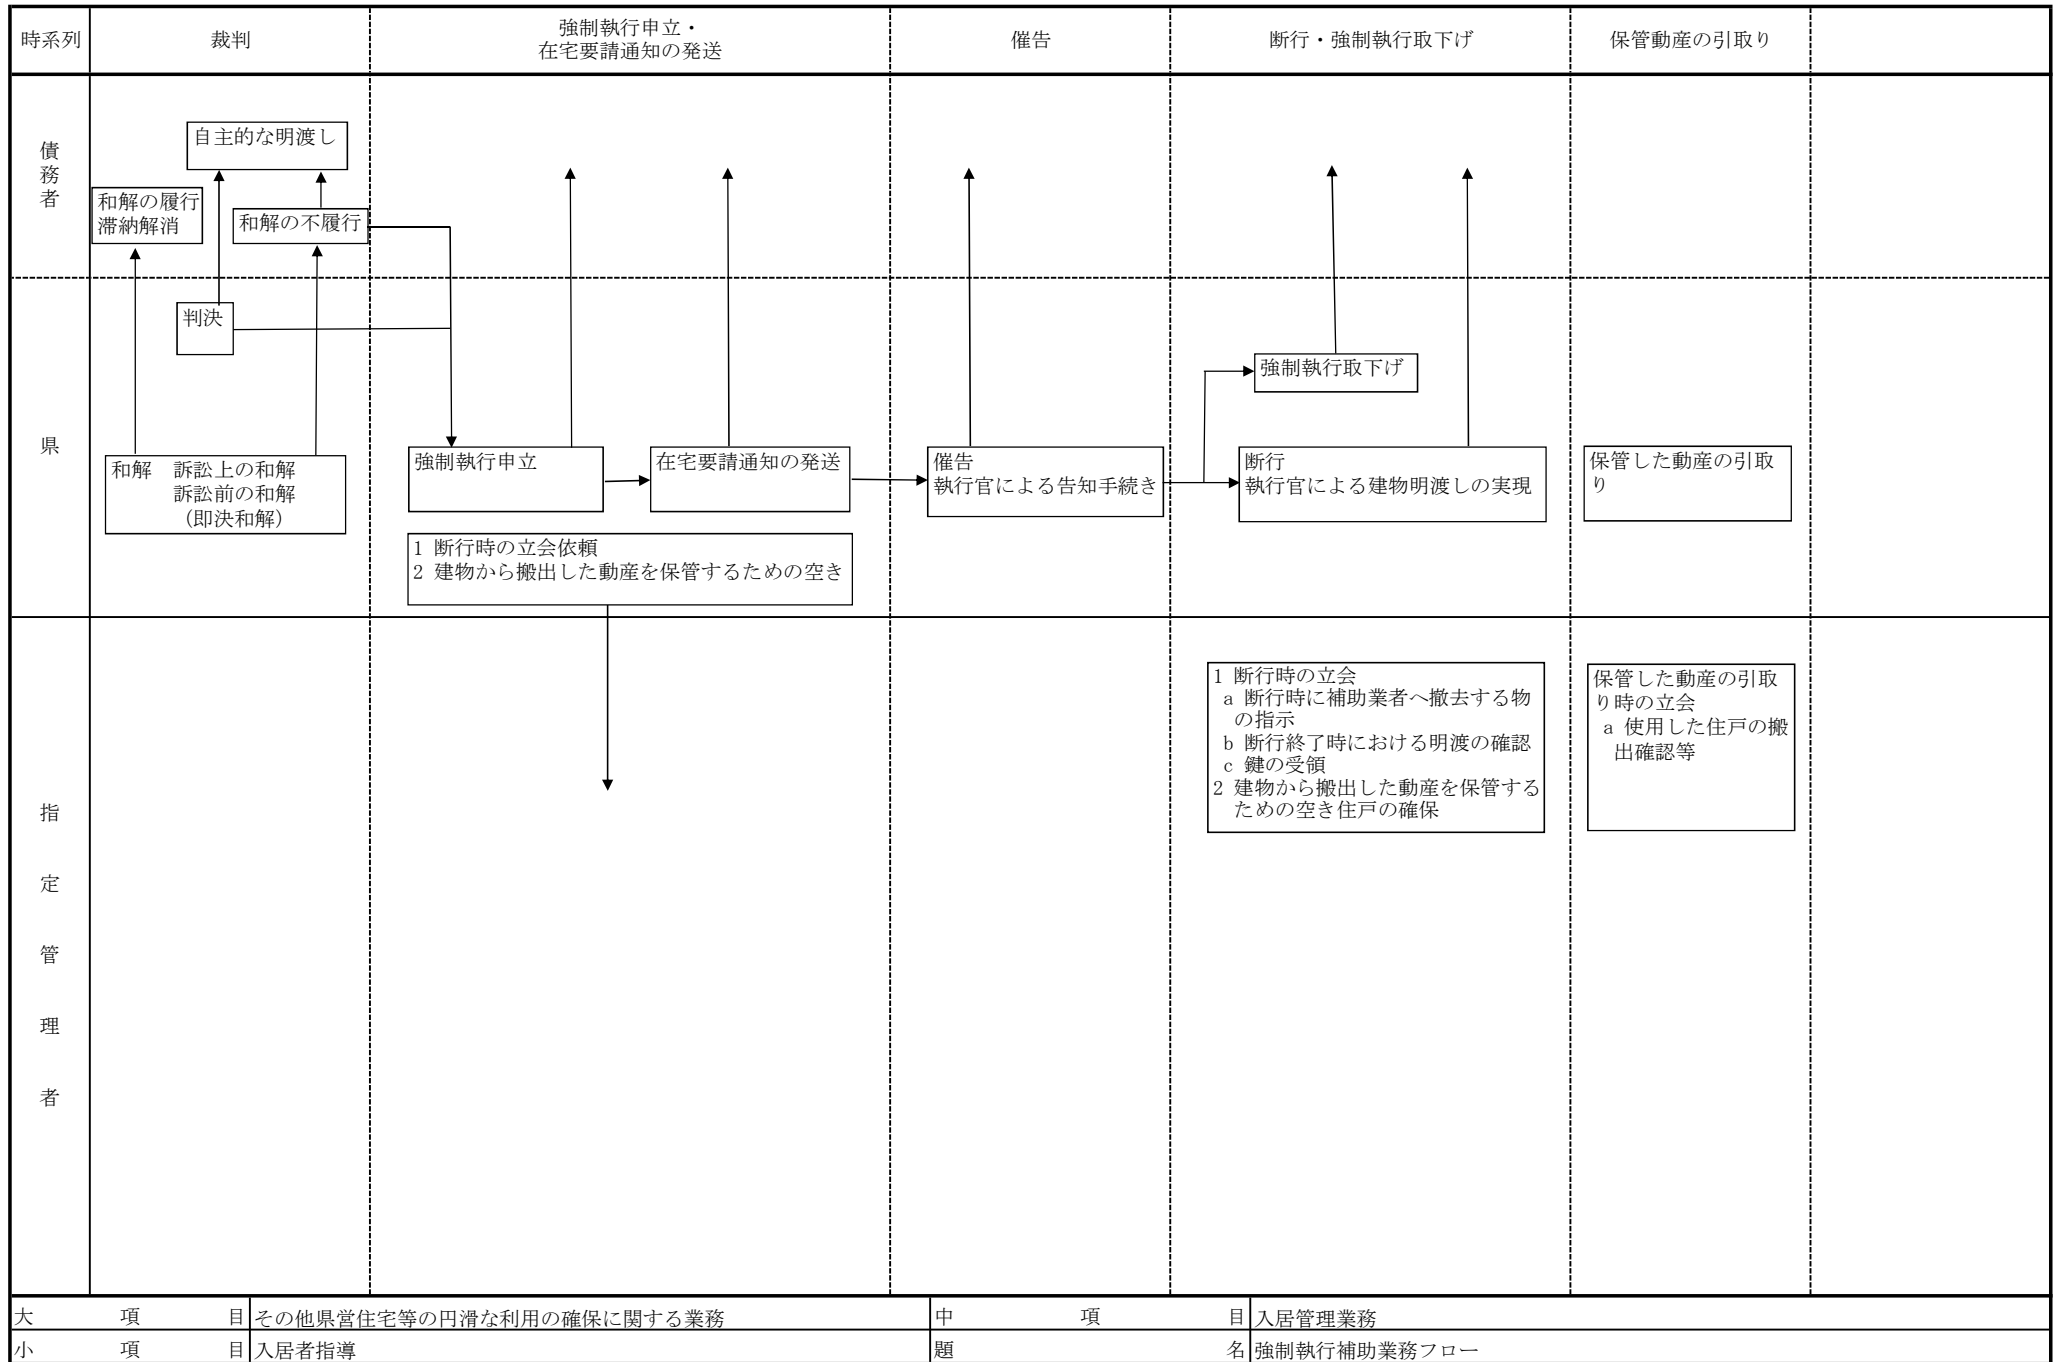 時系列
裁判
強制執行申立・
在宅要請通知の発送
催告
断行・強制執行取下げ
保管動産の引取り
債務者
自主的な明渡し
和解の履行
滞納解消
和解の不履行
県
判決
強制執行取下げ
和解　訴訟上の和解
訴訟前の和解
（即決和解）
強制執行申立
在宅要請通知の発送
催告
執行官による告知手続き
断行
執行官による建物明渡しの実現
保管した動産の引取
り
1 断行時の立会依頼
2 建物から搬出した動産を保管するための空き
指定管理者
1 断行時の立会
a 断行時に補助業者へ撤去する物
の指示
b 断行終了時における明渡の確認
c 鍵の受領
2 建物から搬出した動産を保管する
ための空き住戸の確保
保管した動産の引取
り時の立会
a 使用した住戸の搬
出確認等
大項目 その他県営住宅等の円滑な利用の確保に関する業務 中項目 入居管理業務
小項目 入居者指導 題名 強制執行補助業務フロー